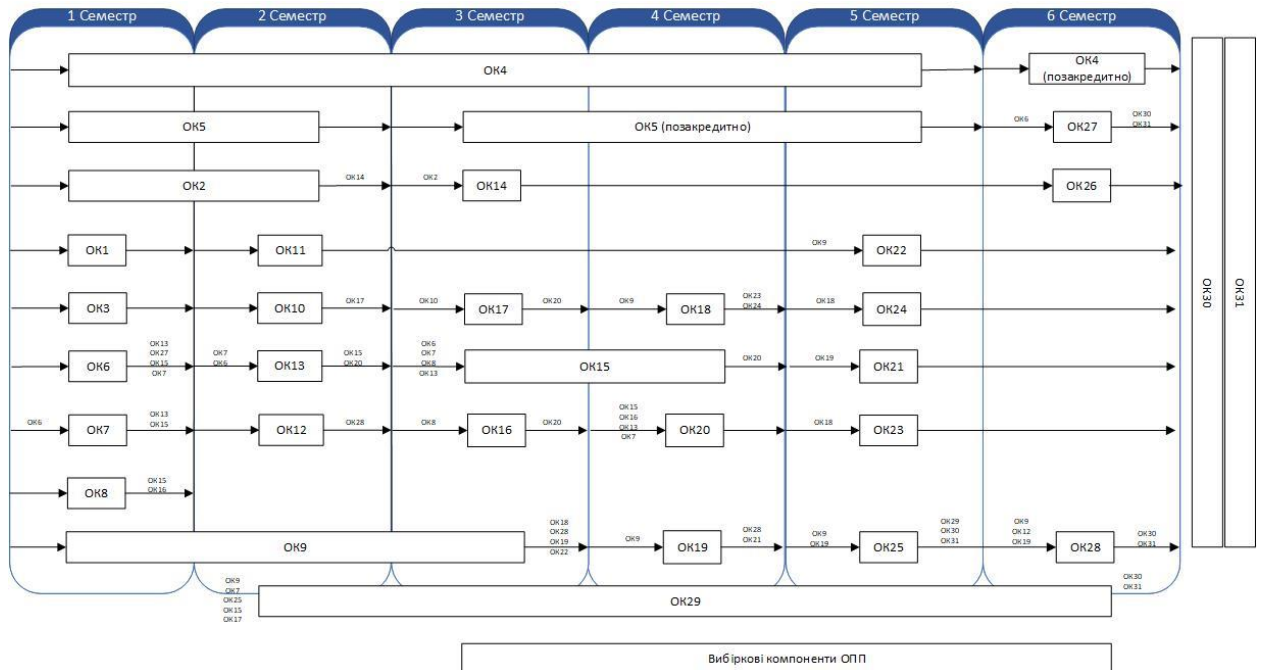 1 Семестр
2 Семестр
3 Семестр
4 Семестр
5 Семестр
6 Семестр
ОК4
ОК4
(позакредитно)
ОК5
ОК5 (позакредитно)
ОК6
ОК27
ОК30
ОК31
ОК2
ОК14
ОК2
ОК14
ОК26
ОК1
ОК11
ОК9
ОК22
ОК3
ОК10
ОК17
ОК10
ОК17
ОК20
ОК9
ОК18
ОК23
ОК24
ОК18
ОК24
ОК6
ОК13
ОК27
ОК15
ОК7
ОК7
ОК6
ОК13
ОК15
ОК20
ОК6
ОК7
ОК8
ОК13
ОК15
ОК20
ОК19
ОК21
ОК6
ОК7
ОК13
ОК15
ОК12
ОК28
ОК8
ОК16
ОК20
ОК15
ОК16
ОК13
ОК7
ОК20
ОК18
ОК23
ОК8
ОК15
ОК16
ОК9
ОК18
ОК28
ОК19
ОК22
ОК9
ОК19
ОК28
ОК21
ОК9
ОК19
ОК25
ОК29
ОК30
ОК31
ОК9
ОК12
ОК19
ОК28
ОК30
ОК31
ОК30
ОК31
ОК9
ОК7
ОК25
ОК15
ОК17
ОК29
ОК30
ОК31
Вибіркові компоненти ОПП